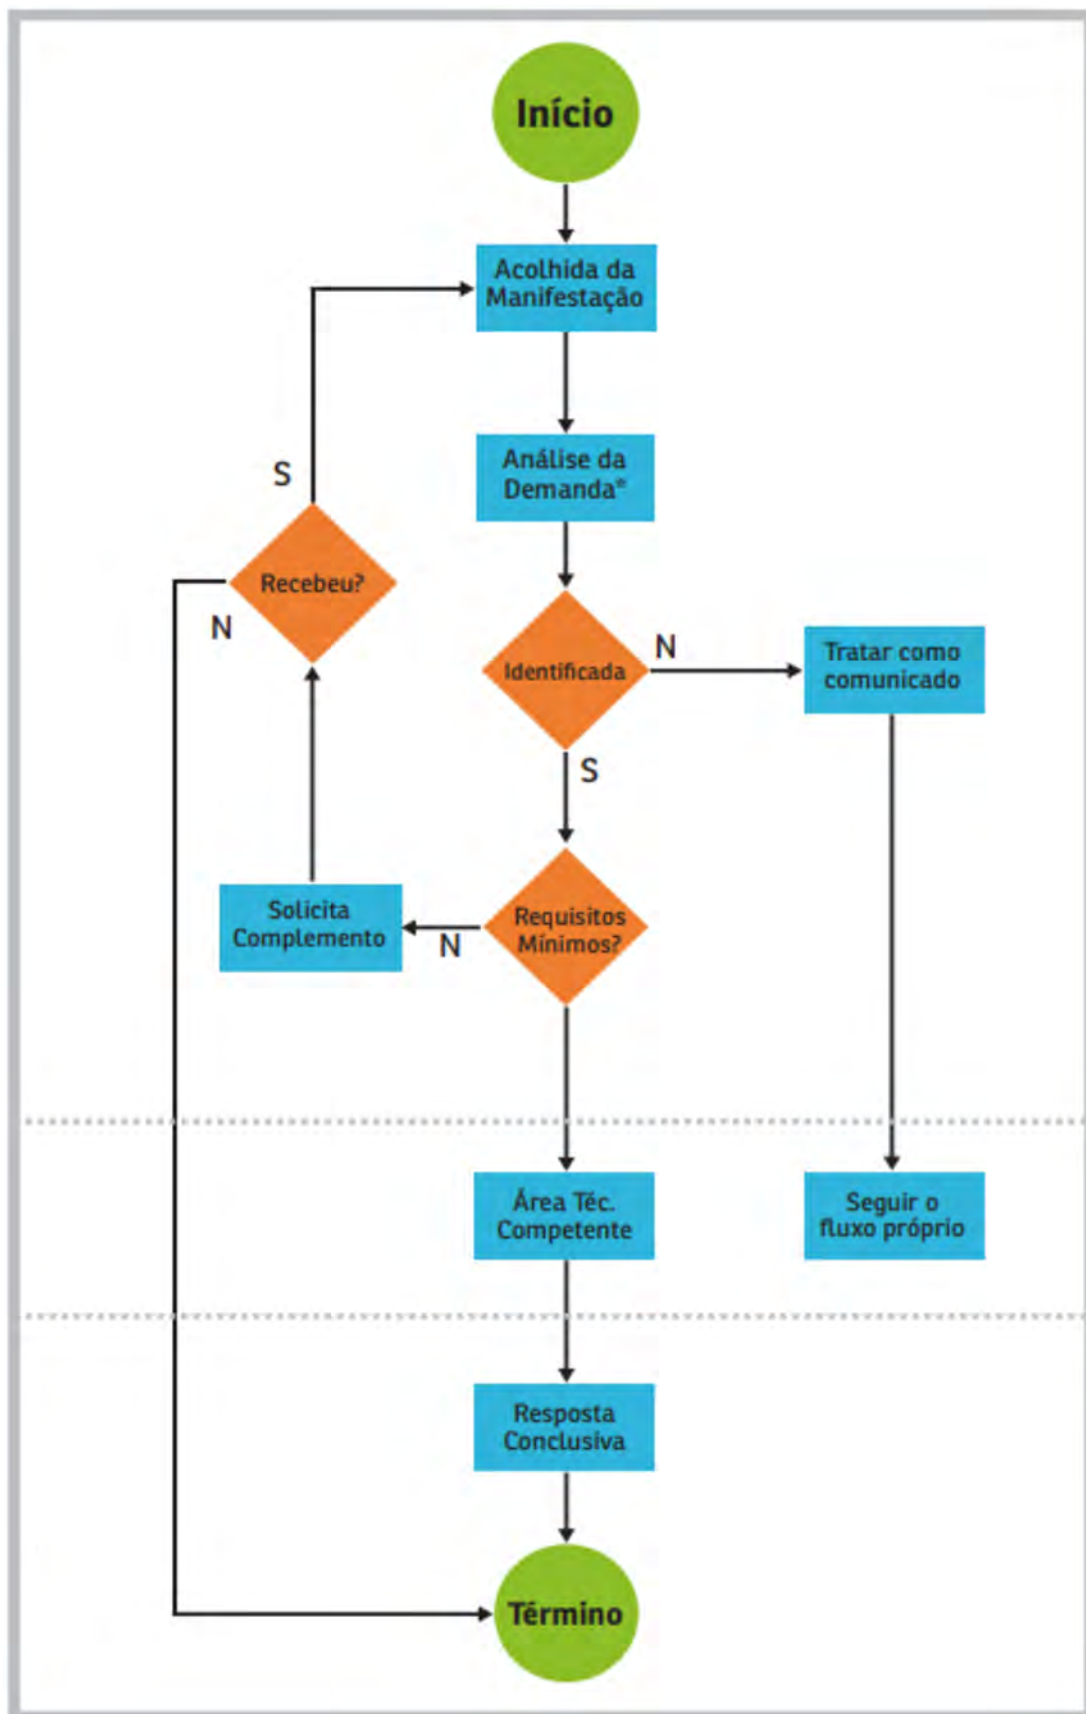 Início
Acolhida da
Manifestação
Análise da
Demanda*
S
Recebeu?
N
Identificada
N
Tratar como
comunicado
S
Solicita
Complemento
N
Requisitos
Mínimos?
Área Téc.
Competente
Seguir o
fluxo próprio
Resposta
Conclusiva
Término